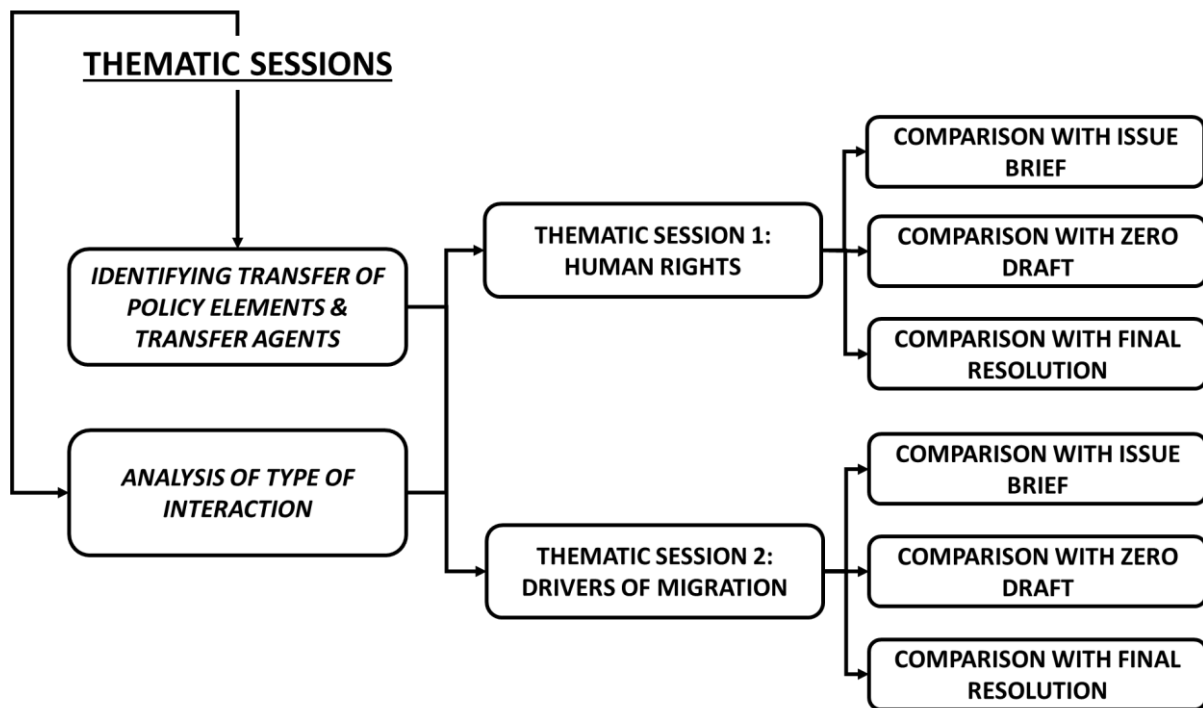 THEMATIC SESSIONS
IDENTIFYING TRANSFER OF
POLICY ELEMENTS &
TRANSFER AGENTS
ANALYSIS OF TYPE OF
INTERACTION
THEMATIC SESSION 1:
HUMAN RIGHTS
THEMATIC SESSION 2:
DRIVERS OF MIGRATION
COMPARISON WITH ISSUE
BRIEF
COMPARISON WITH ZERO
DRAFT
COMPARISON WITH FINAL
RESOLUTION
COMPARISON WITH ISSUE
BRIEF
COMPARISON WITH ZERO
DRAFT
COMPARISON WITH FINAL
RESOLUTION